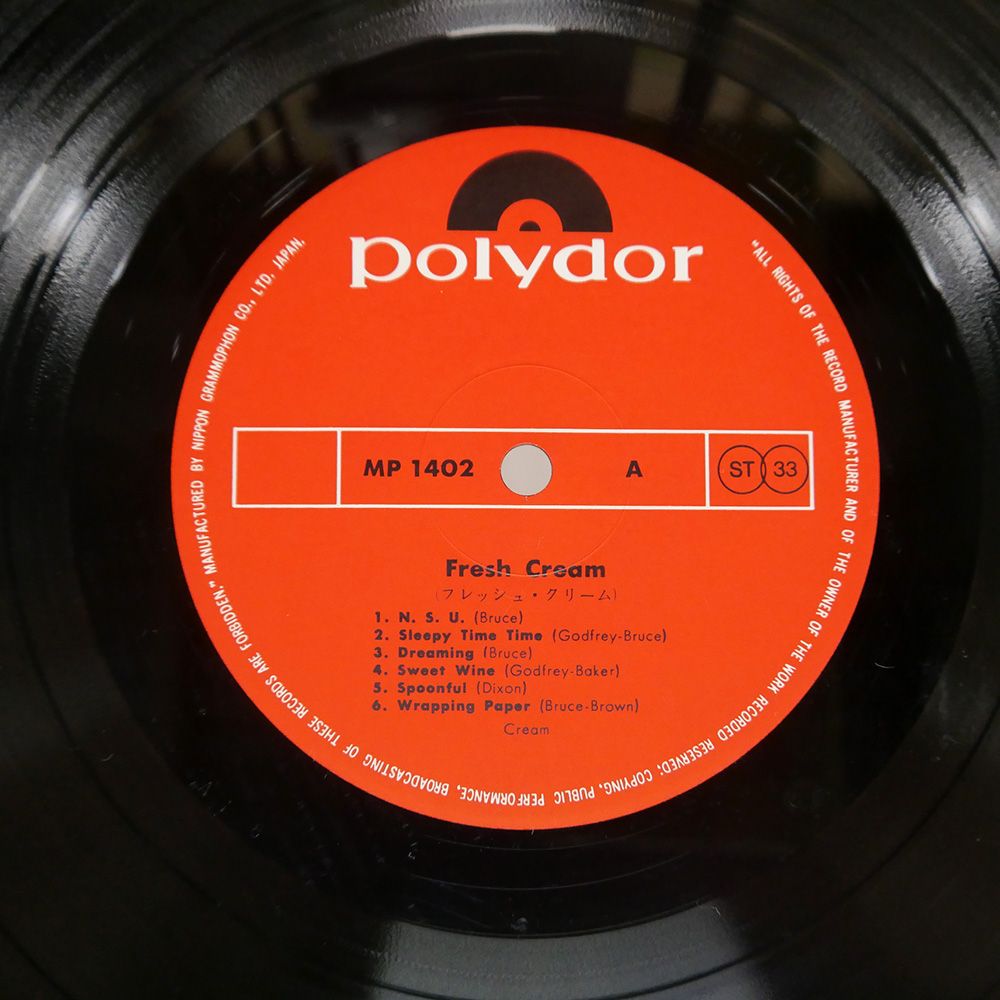 polydor
MP 1402
A
ST 33
Fresh Cream
(フレッシュ・クリーム)
1. N. S. U. (Bruce)
2. Sleepy Time Time (Godfrey-Bruce)
3. Dreaming (Bruce)
4. Sweet Wine (Godfrey-Baker)
5. Spoonful (Dixon)
6. Wrapping Paper (Bruce-Brown)
Cream
"ALL RIGHTS OF THE RECORD MANUFACTURER AND OF THE OWNER OF THE WORK RECORDED RESERVED; COPYING, PUBLIC PERFORMANCE, BROADCASTING OF THESE RECORDS ARE FORBIDDEN." MANUFACTURED BY NIPPON GRAMMOPHON CO., LTD. JAPAN.